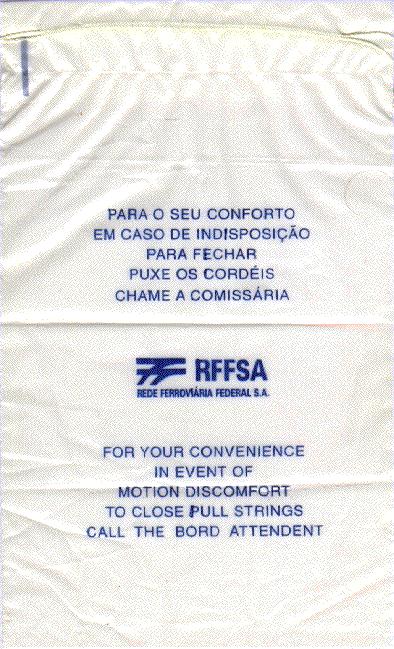 PARA O SEU CONFORTO
EM CASO DE INDISPOSIÇÃO
PARA FECHAR
PUXE OS CORDÉIS
CHAME A COMISSÁRIA
RFFSA
REDE FERROVIÁRIA FEDERAL S.A.
FOR YOUR CONVENIENCE
IN EVENT OF
MOTION DISCOMFORT
TO CLOSE PULL STRINGS
CALL THE BORD ATTENDENT